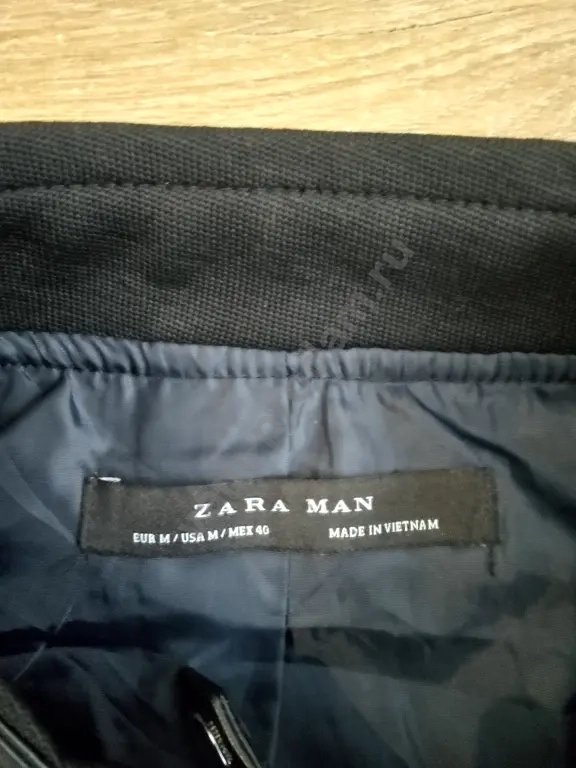 ZARA MAN
EUR M / USA M / MEX 40 MADE IN VIETNAM